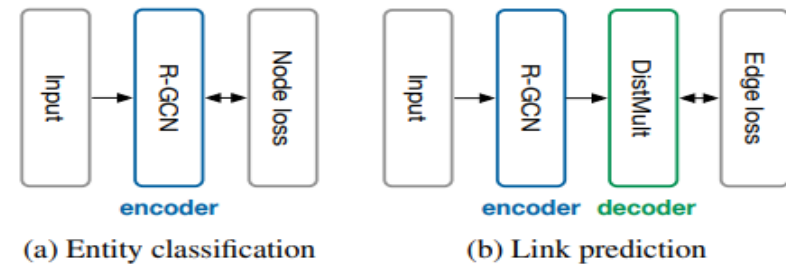 Input
R-GCN
Node loss
encoder
(a) Entity classification
Input
R-GCN
DistMult
Edge loss
encoder decoder
(b) Link prediction